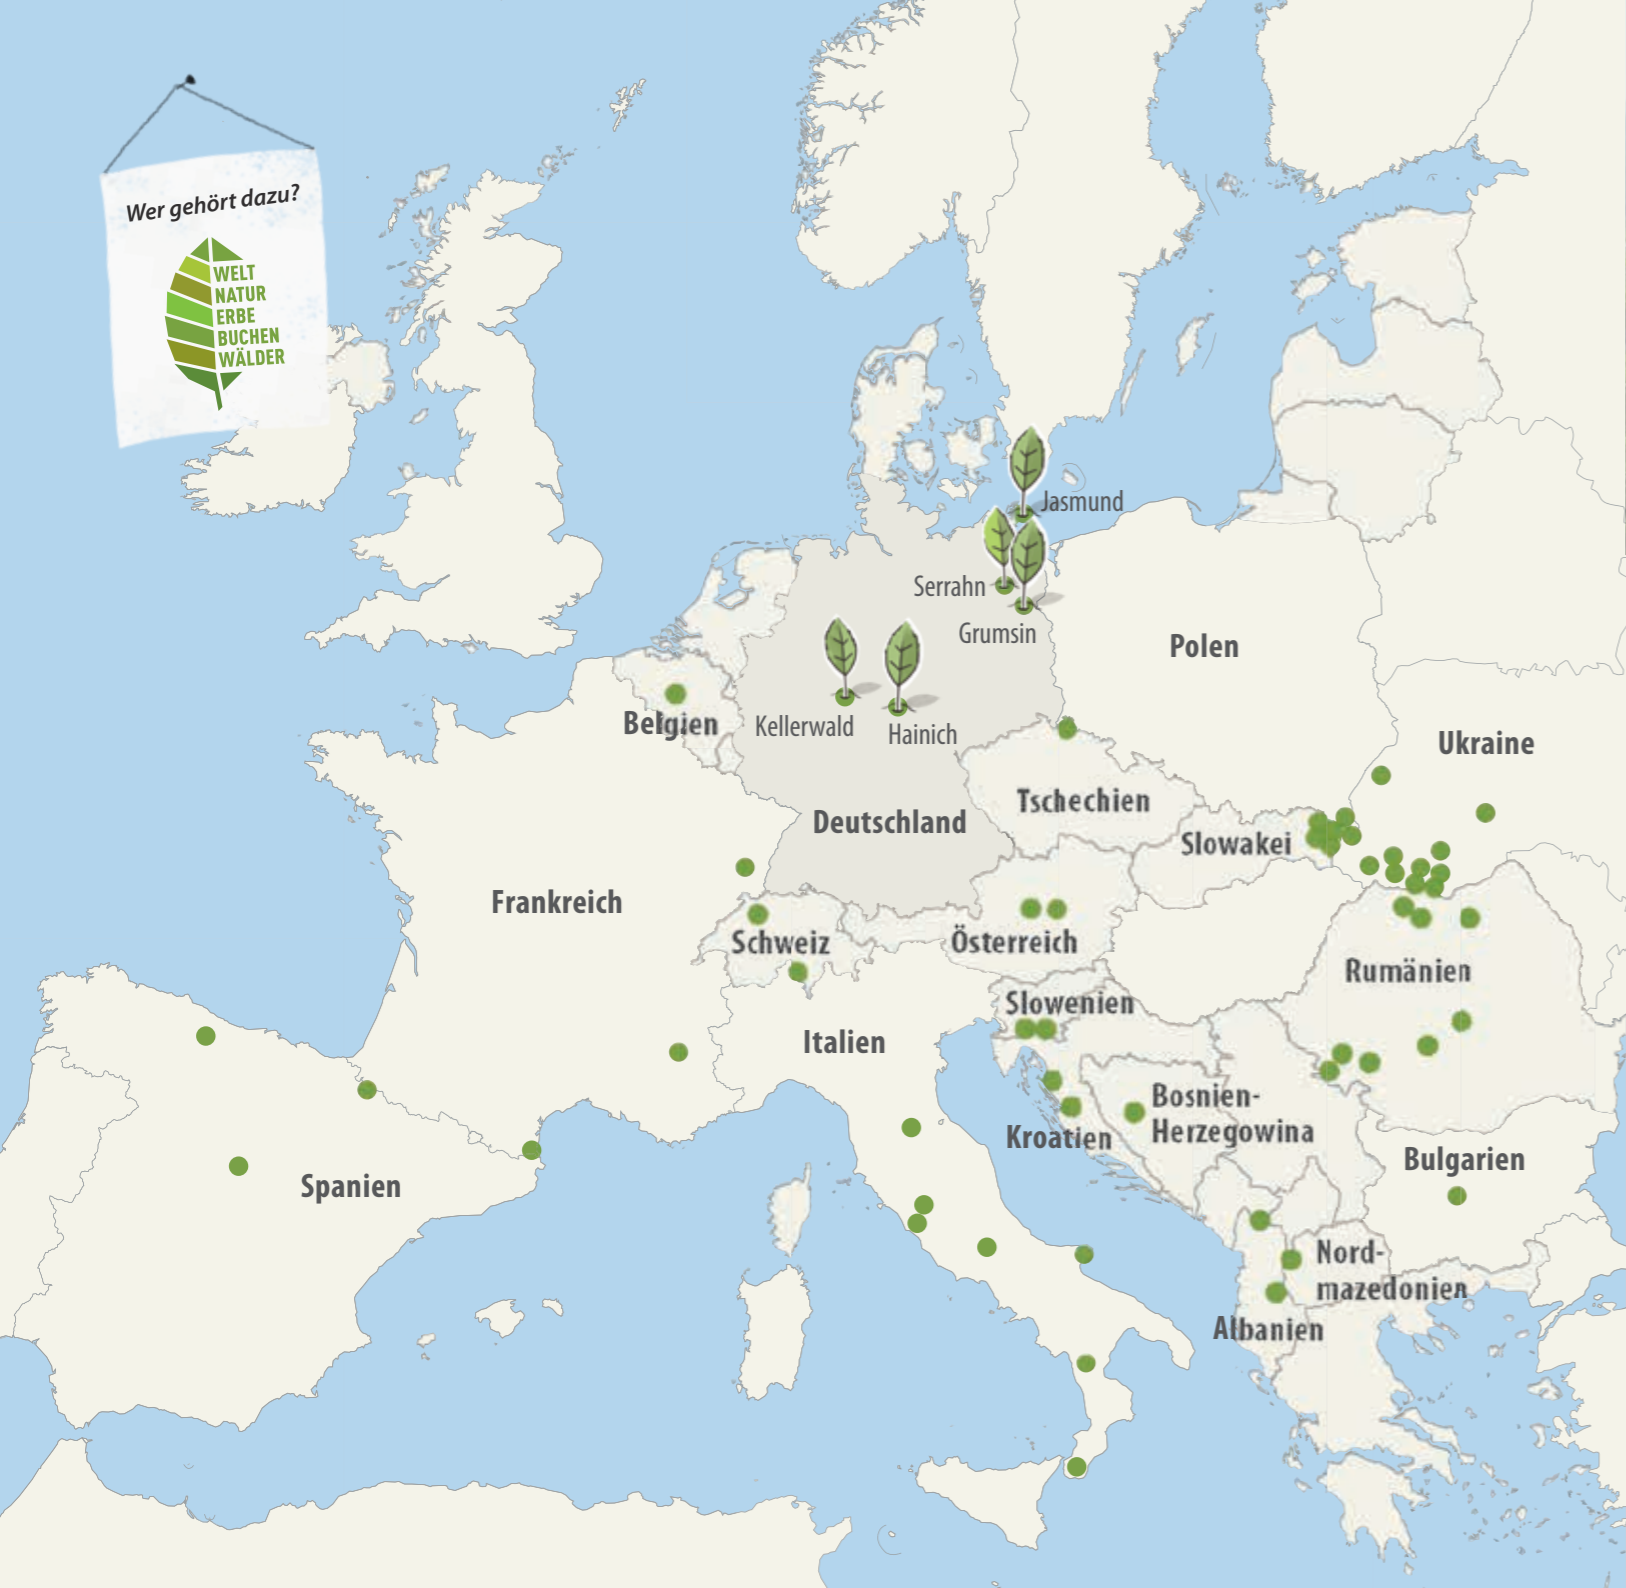 Wer gehört dazu?
WELT
NATUR
ERBE
BUCHEN
WÄLDER
Jasmund
Serrahn
Grumsin
Polen
Kellerwald
Hainich
Belgien
Ukraine
Tschechien
Deutschland
Slowakei
Frankreich
Schweiz
Österreich
Rumänien
Slowenien
Italien
Bosnien-
Herzegowina
Kroatien
Bulgarien
Spanien
Nord-
mazedonien
Albanien